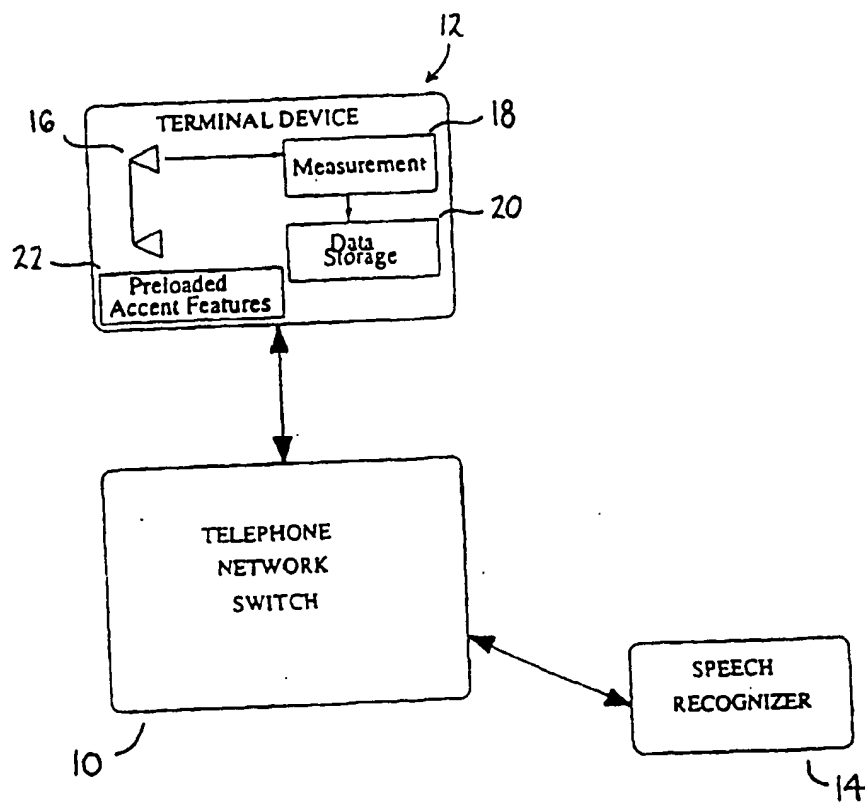 12
16
TERMINAL DEVICE
18
Measurement
20
Data
Storage
22
Preloaded
Accent Features
TELEPHONE
NETWORK
SWITCH
SPEECH
RECOGNIZER
10
14